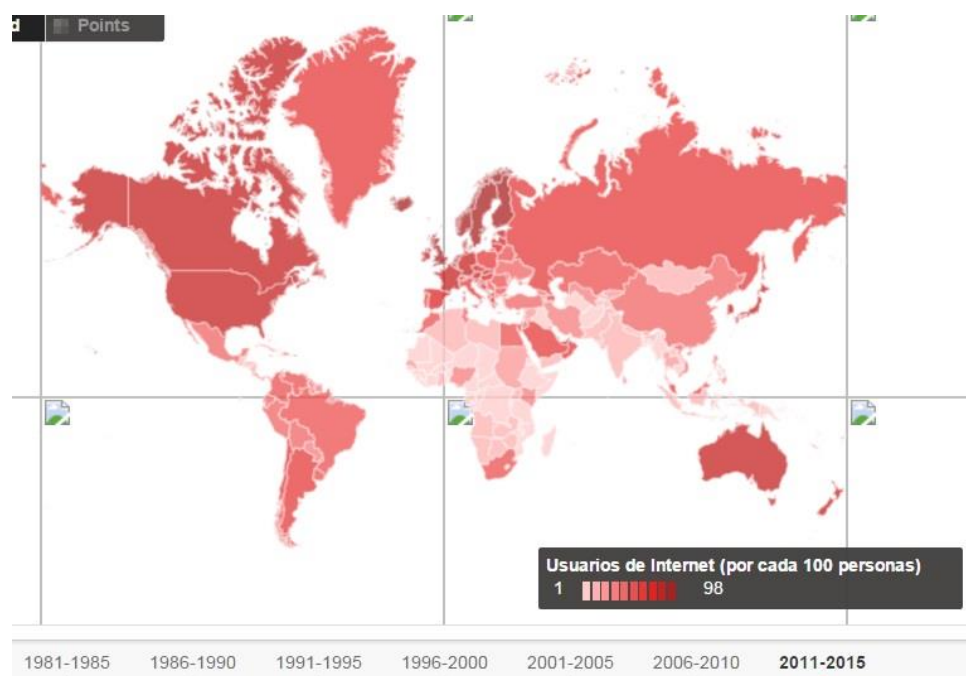 d Points
Usuarios de Internet (por cada 100 personas)
1 98
1981-1985 1986-1990 1991-1995 1996-2000 2001-2005 2006-2010 2011-2015